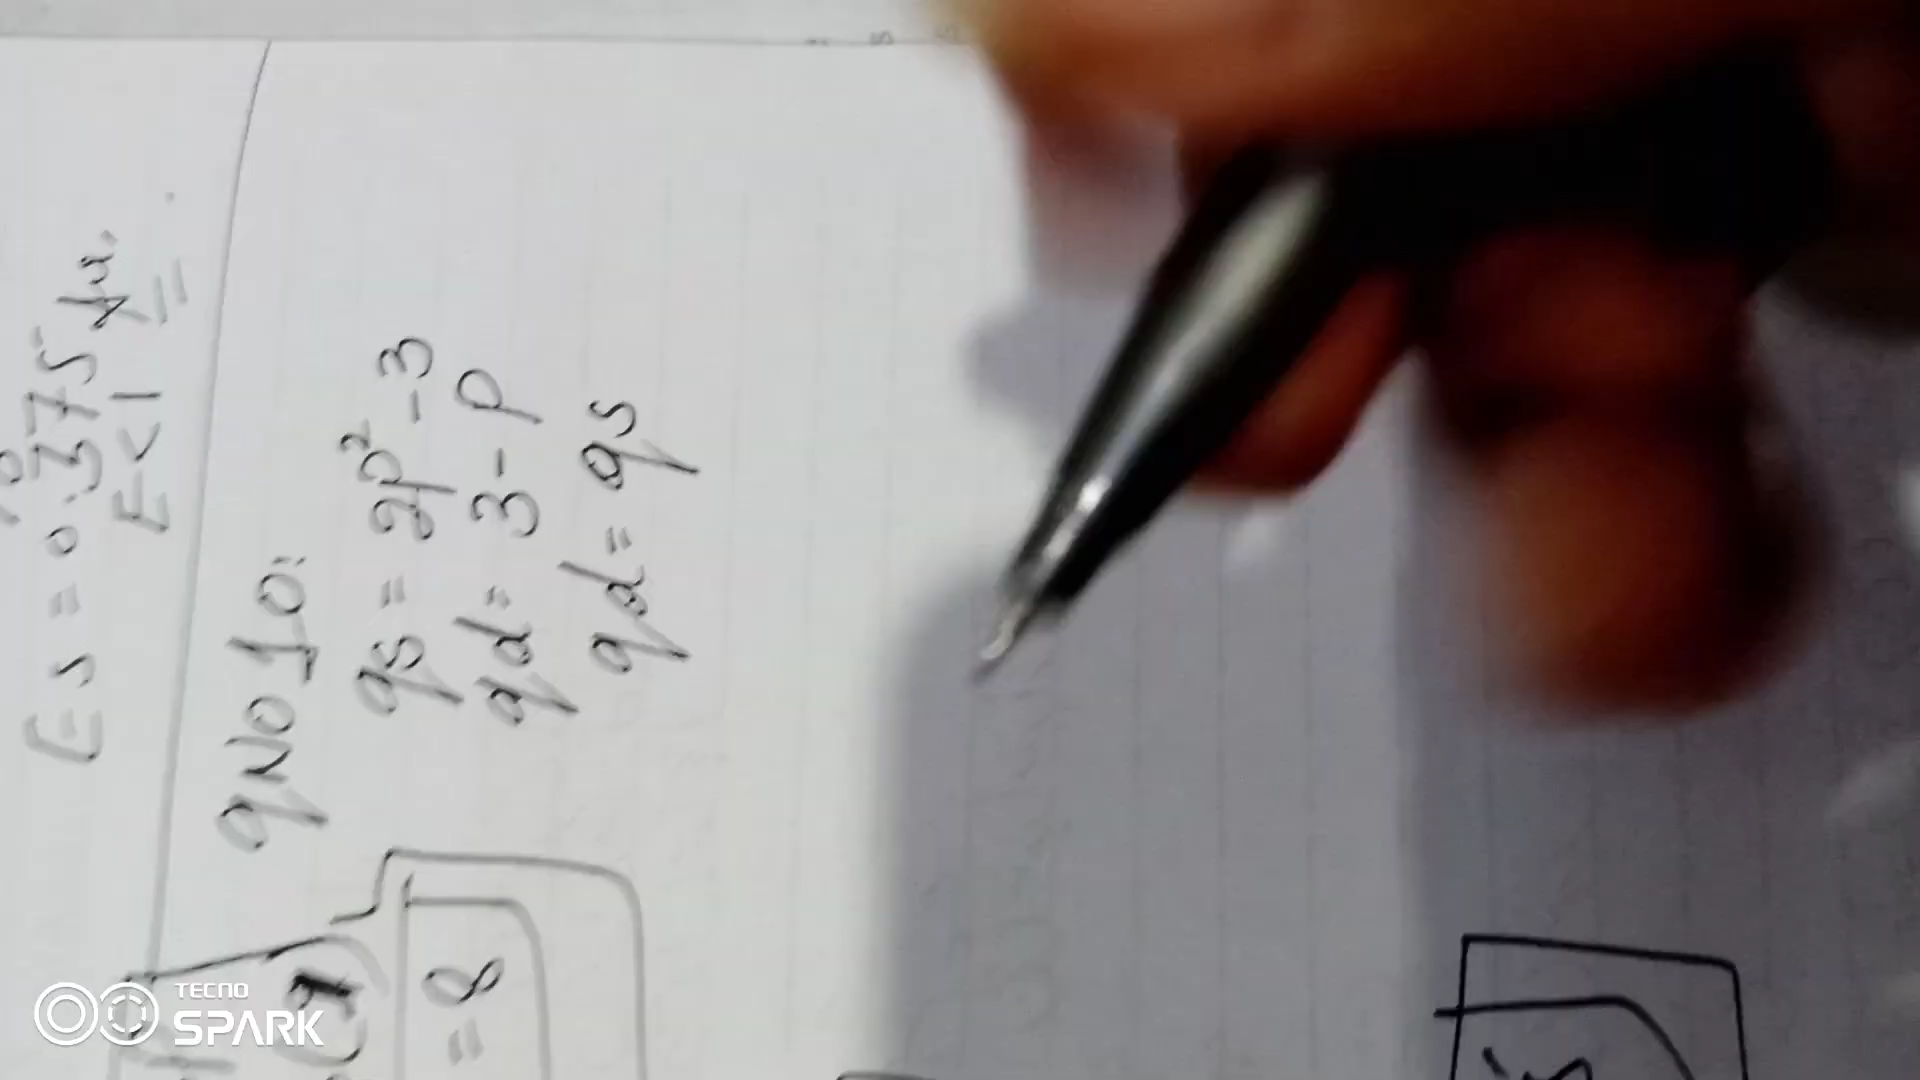 Es = 0.375
E<1
qNo 10:
qs = 2p² - 3
qd = 3 - p
qd = qs
= 8
TECNO
SPARK